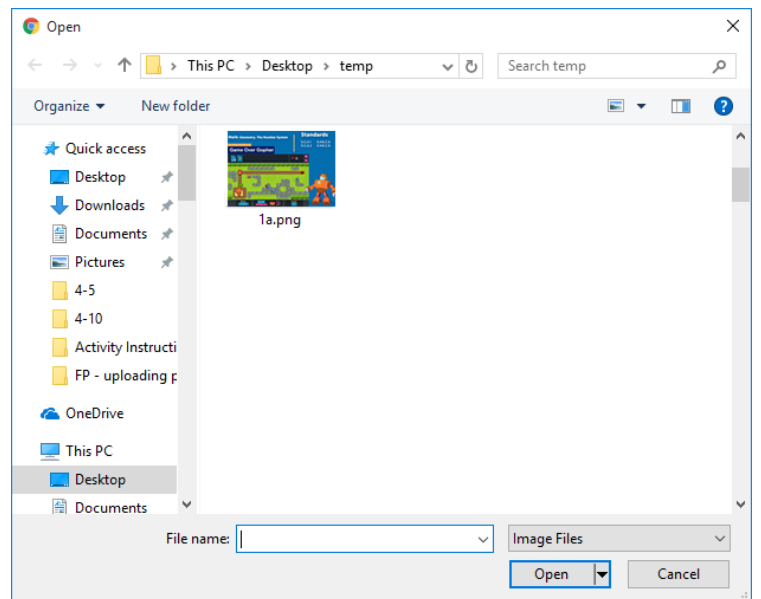 Open
This PC > Desktop > temp
Search temp
Organize
New folder
Quick access
Desktop
Downloads
Documents
Pictures
4-5
4-10
Activity Instructi
FP - uploading p
OneDrive
This PC
Desktop
Documents
Standards
Game Over Gopher
1a.png
File name:
Image Files
Open
Cancel